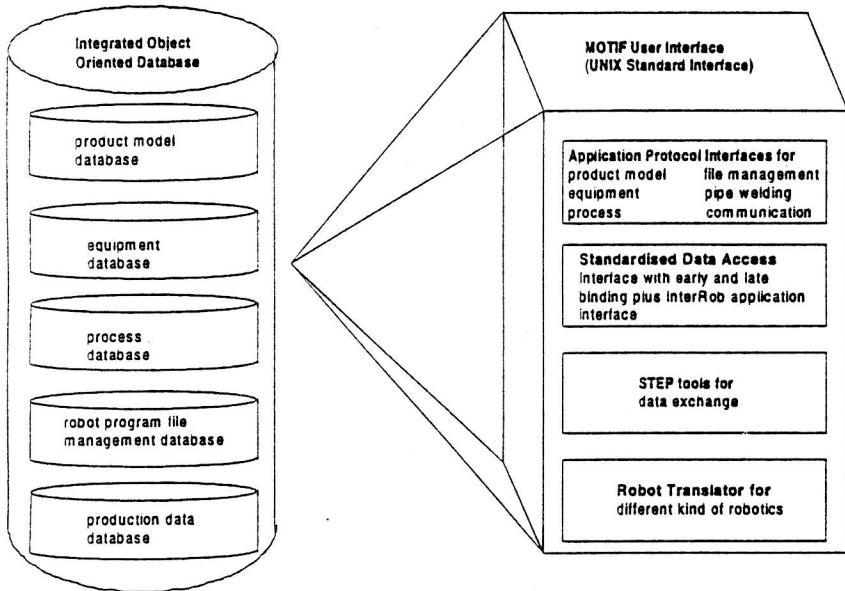 Integrated Object
Oriented Database
product model
database
equipment
database
process
database
robot program file
management database
production data
database
MOTIF User Interface
(UNIX Standard Interface)
Application Protocol Interfaces for
product model file management
equipment pipe welding
process communication
Standardised Data Access
Interface with early and late
binding plus InterRob application
interface
STEP tools for
data exchange
Robot Translator for
different kind of robotics